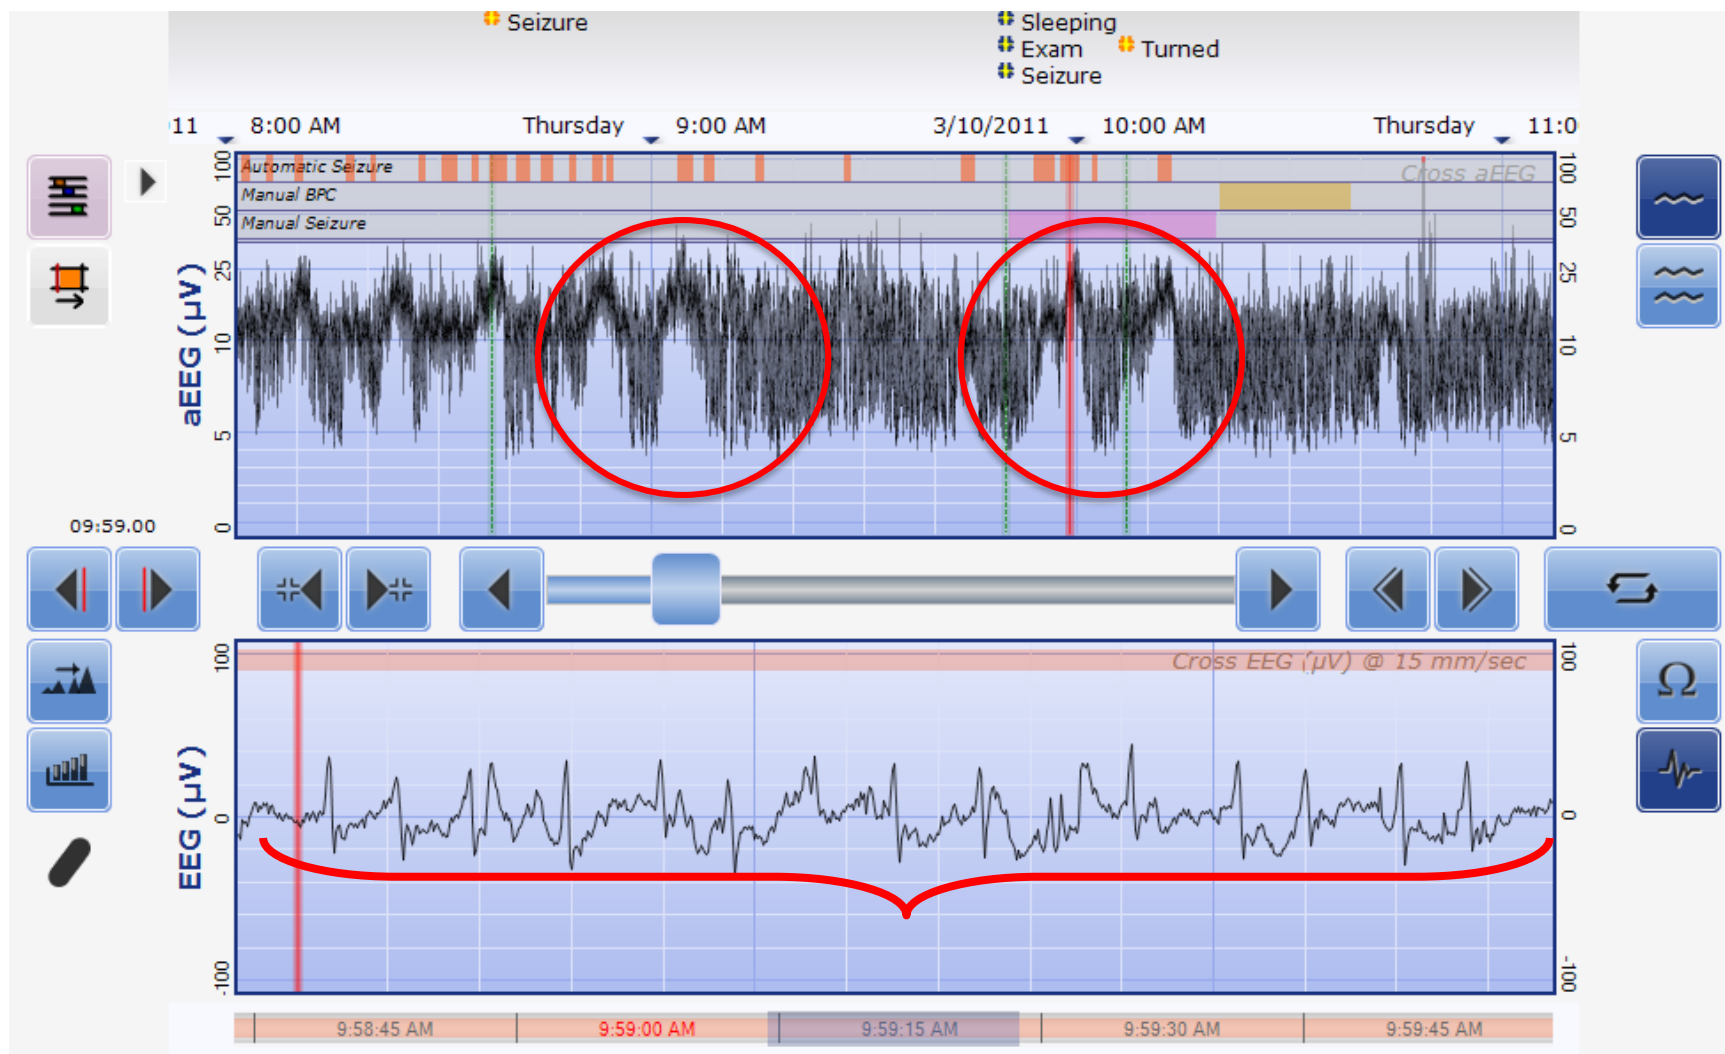 Seizure
Sleeping
Exam Turned
Seizure
11 8:00 AM Thursday 9:00 AM 3/10/2011 10:00 AM Thursday 11:0
Automatic Seizure
Cross aEEG
Manual BPC
Manual Seizure
100
50
25
10
5
0
aEEG (µV)
100
50
25
10
5
0
09:59.00
Cross EEG (µV) @ 15 mm/sec
100
0
-100
EEG (µV)
100
0
-100
Ω
9:58:45 AM 9:59:00 AM 9:59:15 AM 9:59:30 AM 9:59:45 AM